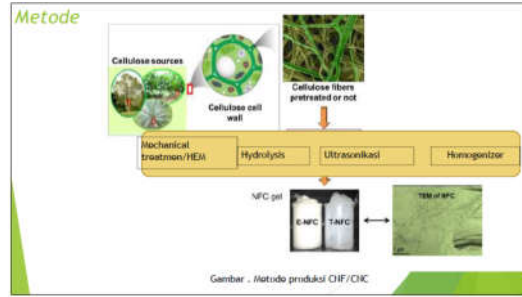 Metode
Cellulose sources
Cellulose cell
wall
Cellulose fibers
pretreated or not
Mechanical
treatmen/HEM
Hydrolysis
Ultrasonikasi
Homogenizer
NFC gel
E-NFC
T-NFC
TEM of NFC
Gambar . Metode produksi CNF/CNC